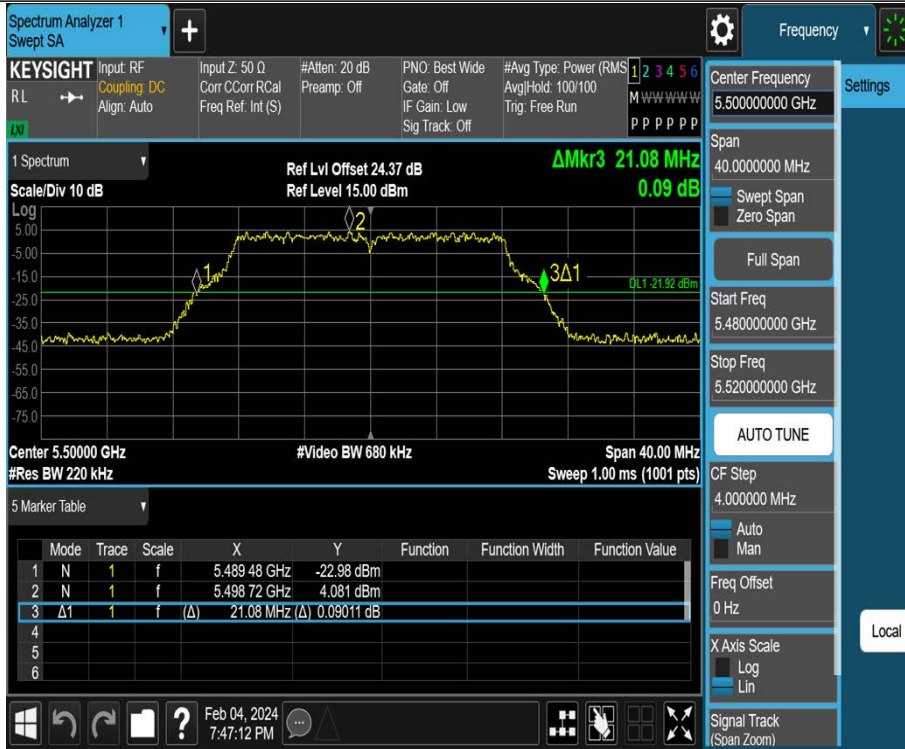 Spectrum Analyzer 1
Swept SA
+
Frequency
KEYSIGHT
RL
LXI
Input: RF
Coupling: DC
Align: Auto
Input Z: 50 Ω
Corr CCorr RCal
Freq Ref: Int (S)
#Atten: 20 dB
Preamp: Off
PNO: Best Wide
Gate: Off
IF Gain: Low
Sig Track: Off
#Avg Type: Power (RMS
Avg|Hold: 100/100
Trig: Free Run
1 2 3 4 5 6
M W W W W W
P P P P P P
1 Spectrum
Scale/Div 10 dB
Ref Lvl Offset 24.37 dB
Ref Level 15.00 dBm
ΔMkr3 21.08 MHz
0.09 dB
Log
5.00
-5.00
-15.0
-25.0
-35.0
-45.0
-55.0
-65.0
-75.0
1
2
3Δ1
DL1 -21.92 dBm
Center 5.50000 GHz
#Video BW 680 kHz
Span 40.00 MHz
#Res BW 220 kHz
Sweep 1.00 ms (1001 pts)
5 Marker Table
Mode Trace Scale X Y Function Function Width Function Value
1 N 1 f 5.489 48 GHz -22.98 dBm
2 N 1 f 5.498 72 GHz 4.081 dBm
3 Δ1 1 f (Δ) 21.08 MHz (Δ) 0.09011 dB
4
5
6
?
Feb 04, 2024
7:47:12 PM
Center Frequency
5.500000000 GHz
Span
40.0000000 MHz
Swept Span
Zero Span
Full Span
Start Freq
5.480000000 GHz
Stop Freq
5.520000000 GHz
AUTO TUNE
CF Step
4.000000 MHz
Auto
Man
Freq Offset
0 Hz
X Axis Scale
Log
Lin
Signal Track
(Span Zoom)
Settings
Local